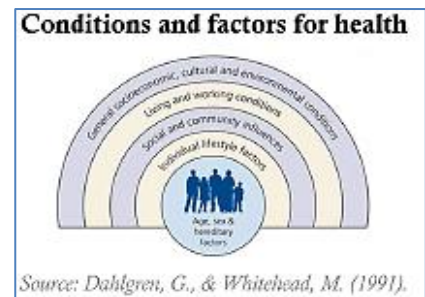 Conditions and factors for health
General socioeconomic, cultural and environmental conditions
Living and working conditions
Social and community influences
Individual lifestyle factors
Age, sex &
hereditary
factors
Source: Dahlgren, G., & Whitehead, M. (1991).